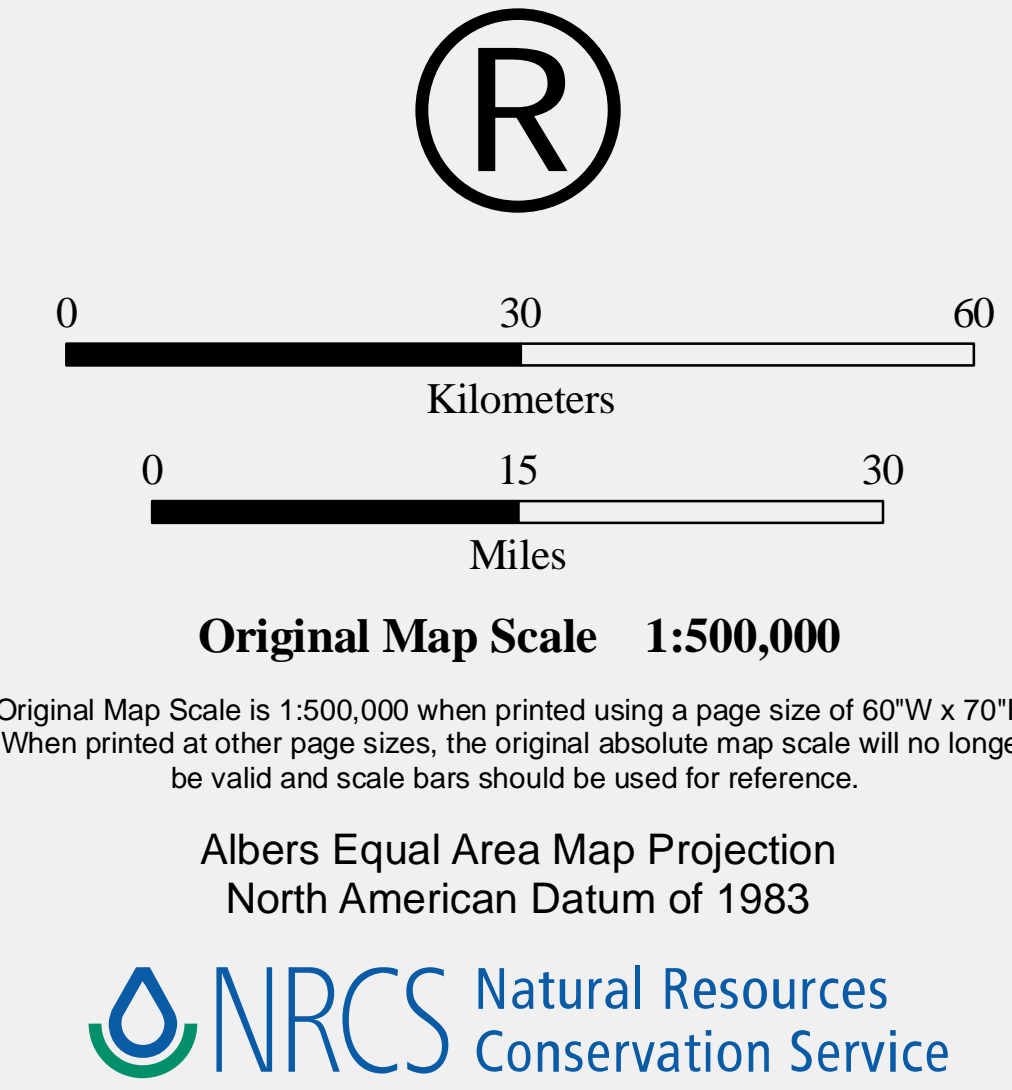 ®
0 30 60
Kilometers
0 15 30
Miles
Original Map Scale 1:500,000
Original Map Scale is 1:500,000 when printed using a page size of 60"W x 70"
When printed at other page sizes, the original absolute map scale will no longe
be valid and scale bars should be used for reference.
Albers Equal Area Map Projection
North American Datum of 1983
NRCS Natural Resources
Conservation Service